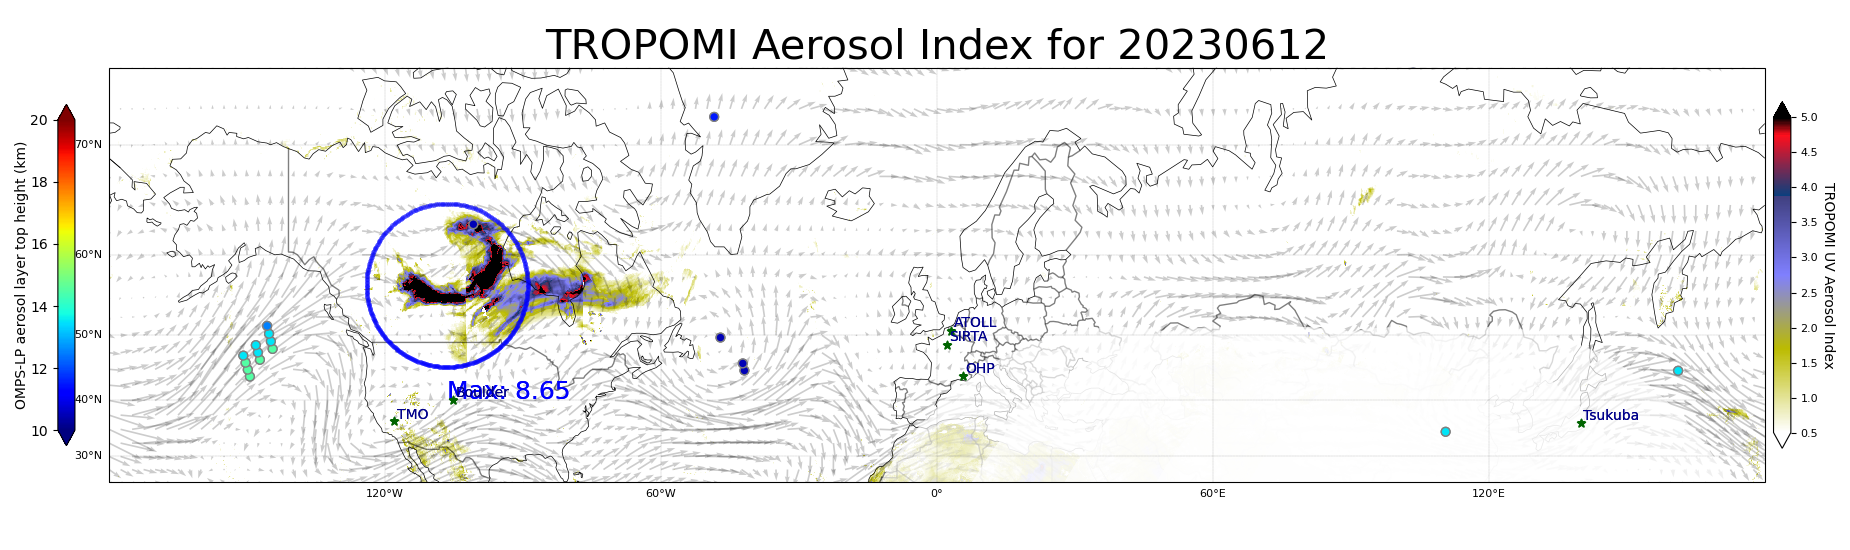 TROPOMI Aerosol Index for 20230612
20
18
16
14
12
10
OMPS-LP aerosol layer top height (km)
70°N
60°N
50°N
40°N
30°N
120°W
60°W
0°
60°E
120°E
ATOLL
SIRTA
OHP
Max: 8.65
Boulder
TMO
Tsukuba
5.0
4.5
4.0
3.5
3.0
2.5
2.0
1.5
1.0
0.5
TROPOMI UV Aerosol Index